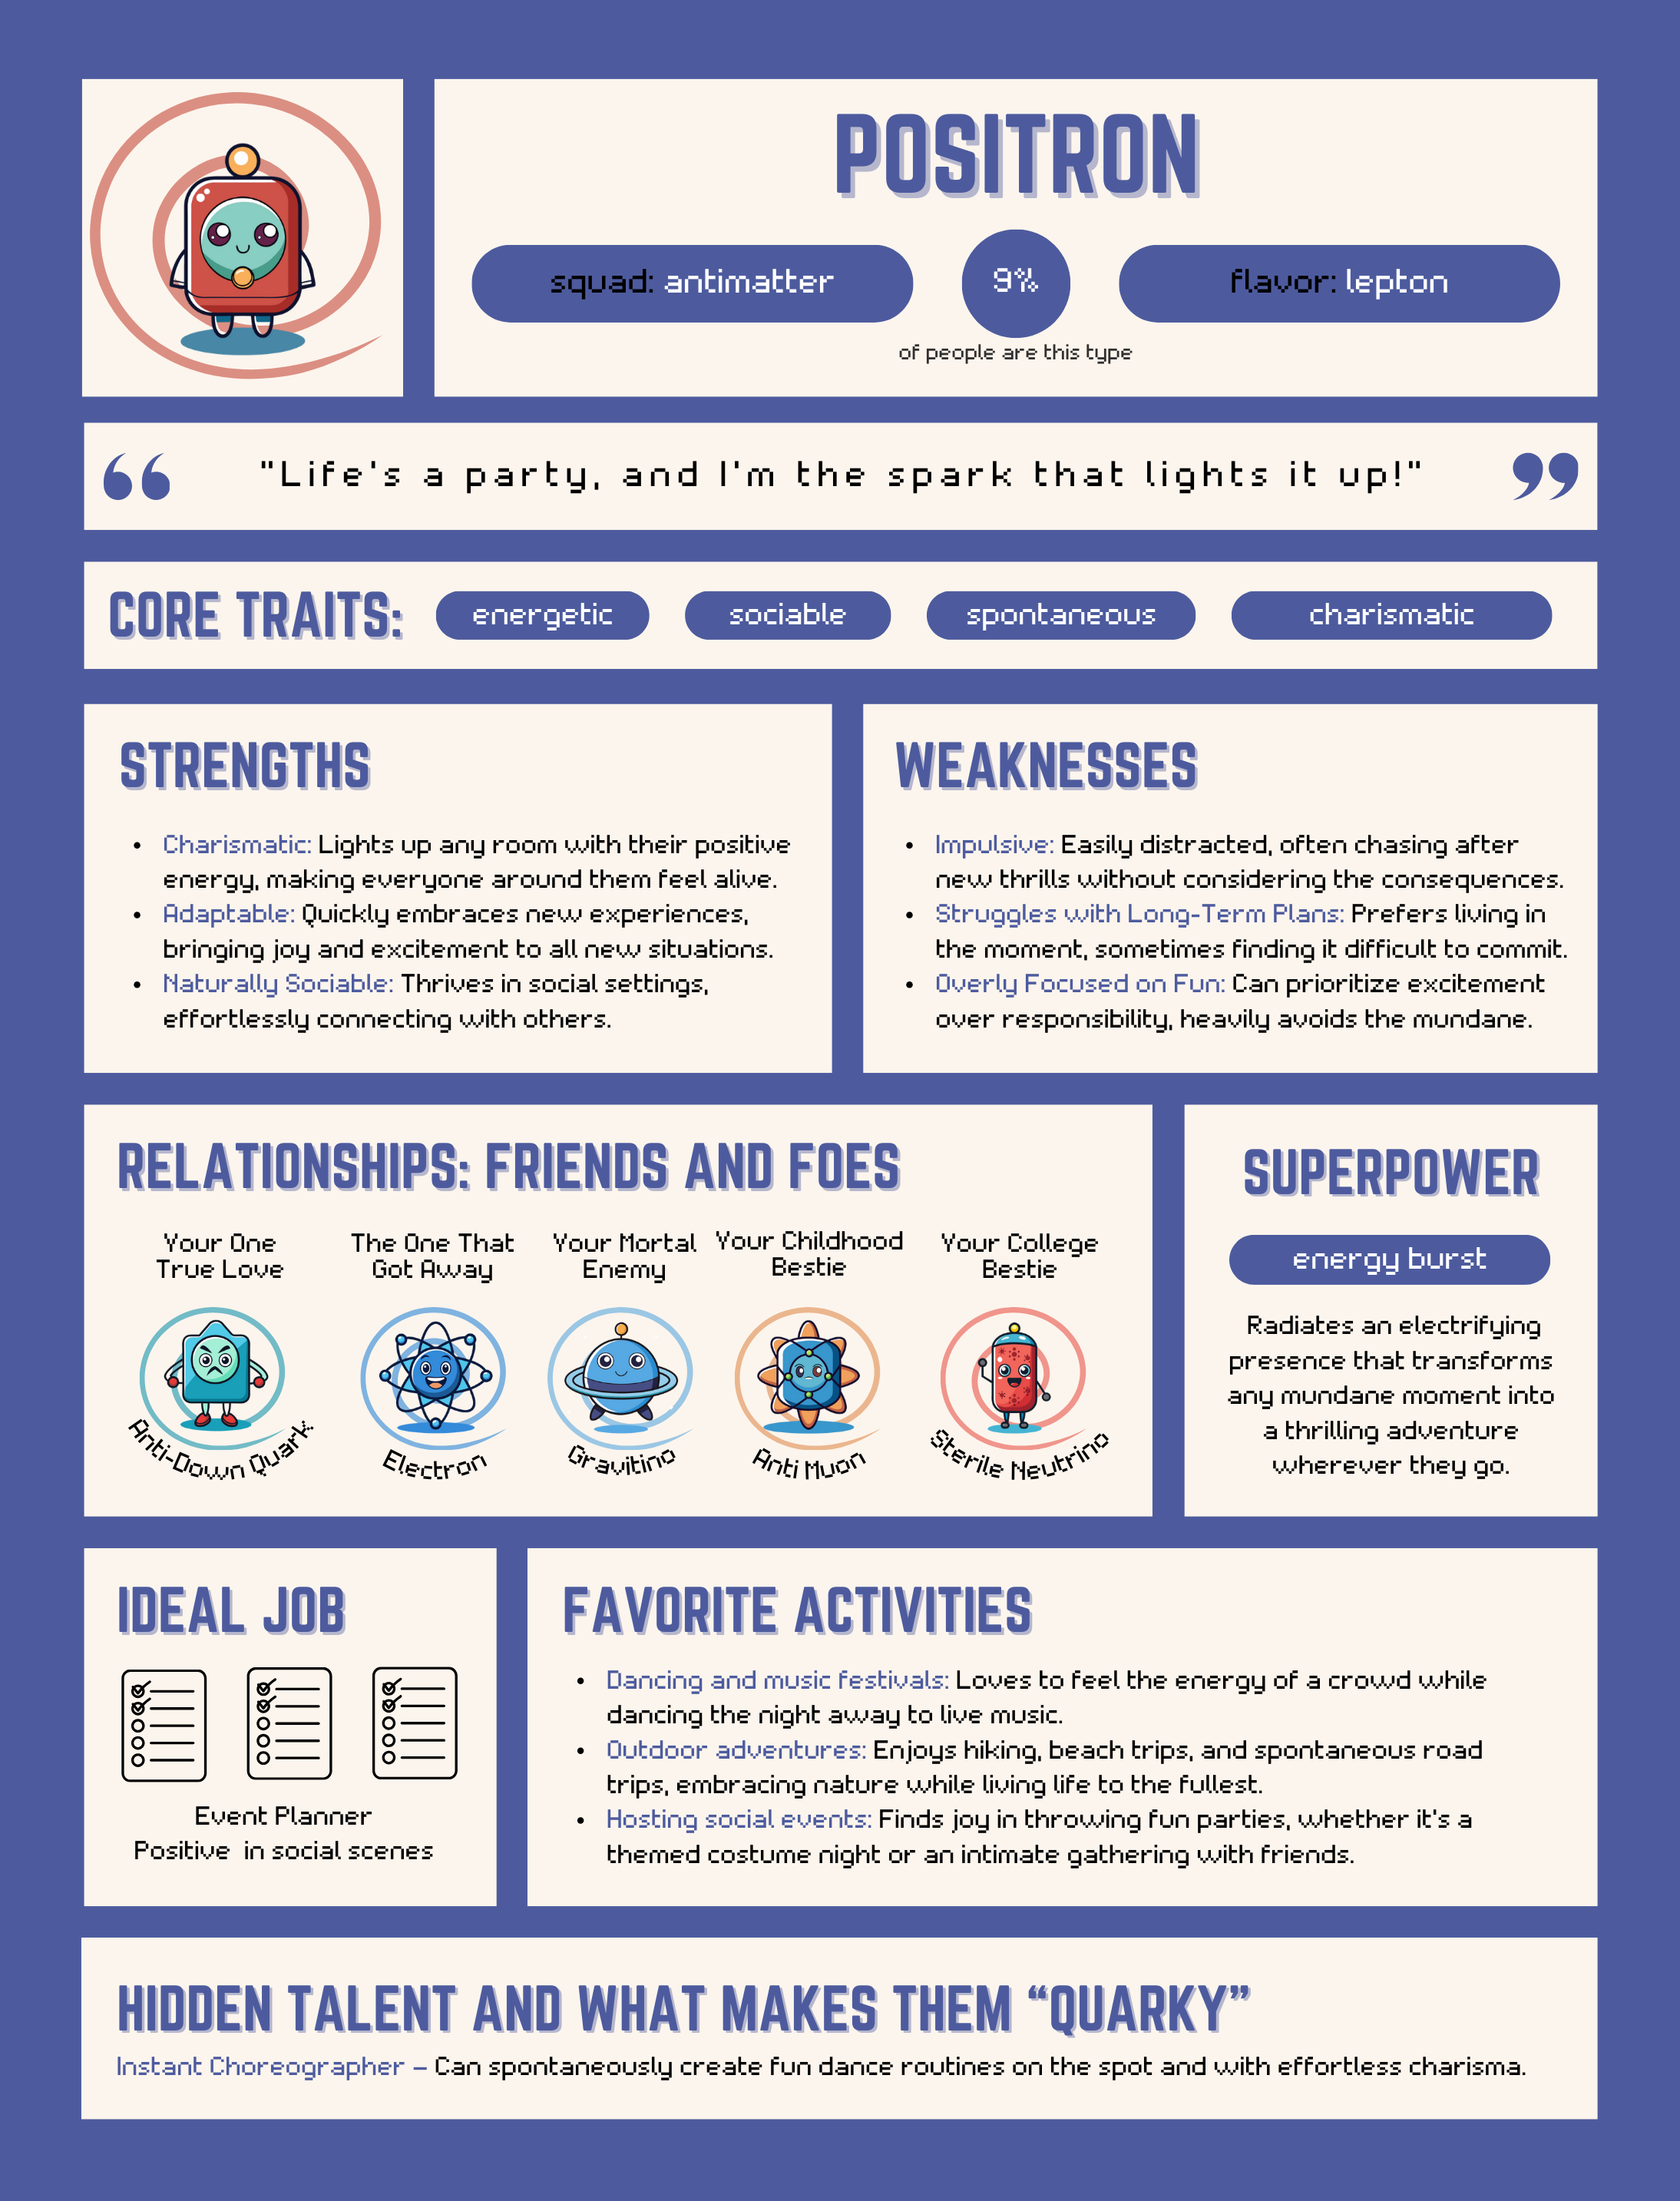 POSITRON
squad: antimatter
9%
flavor: lepton
of people are this type
"Life's a party, and I'm the spark that lights it up!"
CORE TRAITS:
energetic
sociable
spontaneous
charismatic
STRENGTHS
• Charismatic: Lights up any room with their positive
energy, making everyone around them feel alive.
• Adaptable: Quickly embraces new experiences,
bringing joy and excitement to all new situations.
• Naturally Sociable: Thrives in social settings,
effortlessly connecting with others.
WEAKNESSES
• Impulsive: Easily distracted, often chasing after
new thrills without considering the consequences.
• Struggles with Long-Term Plans: Prefers living in
the moment, sometimes finding it difficult to commit.
• Overly Focused on Fun: Can prioritize excitement
over responsibility, heavily avoids the mundane.
RELATIONSHIPS: FRIENDS AND FOES
Your One
True Love
Anti-Down Quark
The One That
Got Away
Electron
Your Mortal
Enemy
Gravitino
Your Childhood
Bestie
Anti Muon
Your College
Bestie
Sterile Neutrino
SUPERPOWER
energy burst
Radiates an electrifying
presence that transforms
any mundane moment into
a thrilling adventure
wherever they go.
IDEAL JOB
Event Planner
Positive in social scenes
FAVORITE ACTIVITIES
• Dancing and music festivals: Loves to feel the energy of a crowd while
dancing the night away to live music.
• Outdoor adventures: Enjoys hiking, beach trips, and spontaneous road
trips, embracing nature while living life to the fullest.
• Hosting social events: Finds joy in throwing fun parties, whether it's a
themed costume night or an intimate gathering with friends.
HIDDEN TALENT AND WHAT MAKES THEM “QUARKY”
Instant Choreographer – Can spontaneously create fun dance routines on the spot and with effortless charisma.